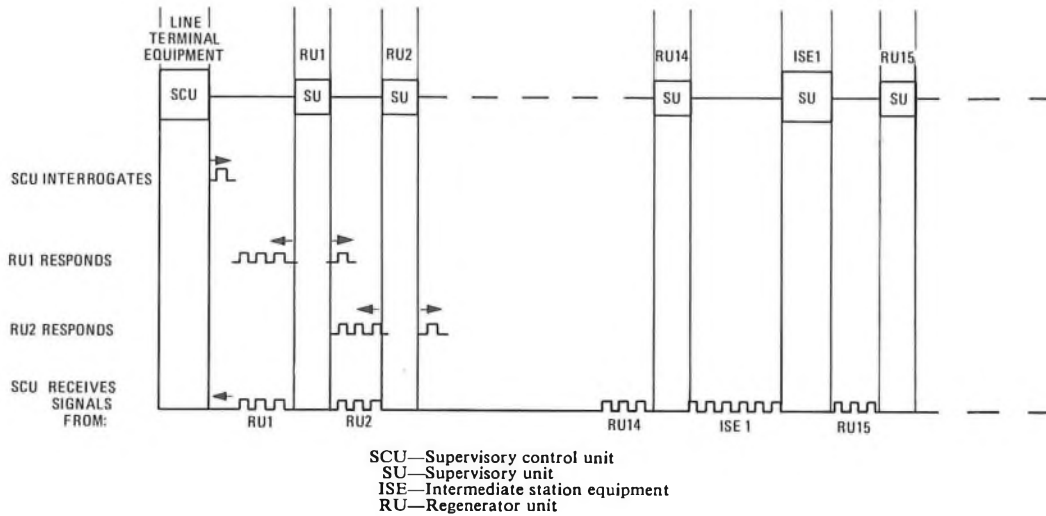 LINE
TERMINAL
EQUIPMENT
RU1
RU2
RU14
ISE1
RU15
SCU
SU
SU
SU
SU
SU
SCU INTERROGATES
RU1 RESPONDS
RU2 RESPONDS
SCU RECEIVES
SIGNALS
FROM:
RU1
RU2
RU14
ISE 1
RU15
SCU—Supervisory control unit
SU—Supervisory unit
ISE—Intermediate station equipment
RU—Regenerator unit